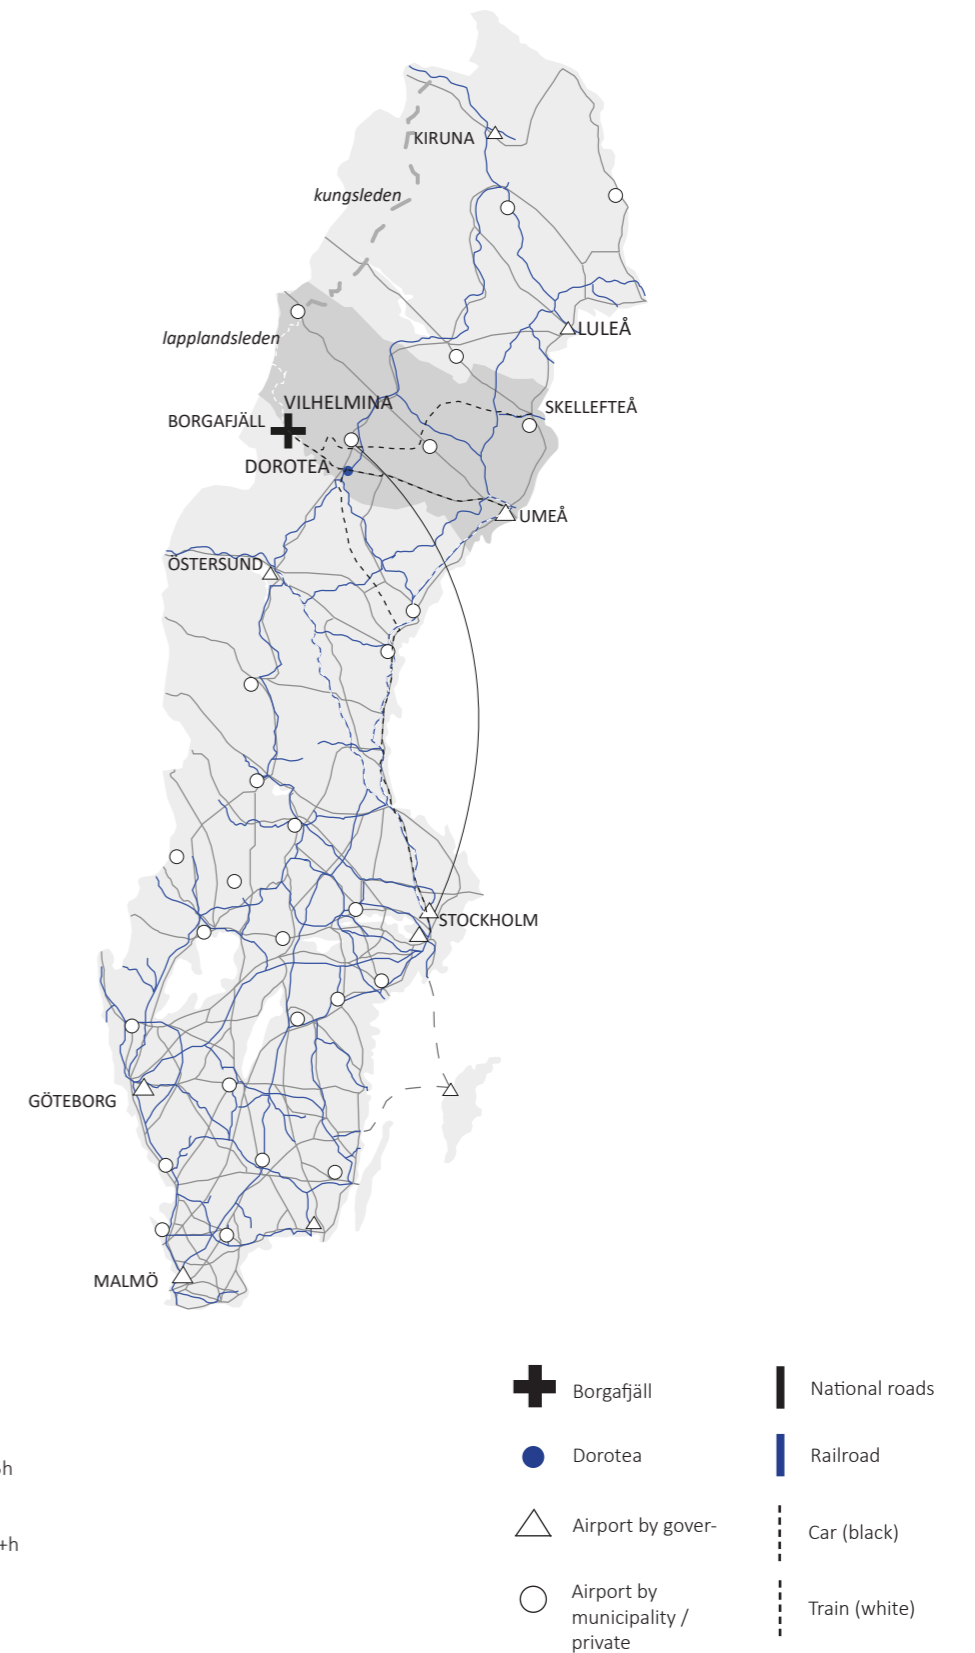 KIRUNA
kungsleden
LULEÅ
lapplandsleden
VILHELMINA
SKELLEFTEÅ
BORGAFJÄLL
DOROTEA
UMEÅ
ÖSTERSUND
STOCKHOLM
GÖTEBORG
MALMÖ
Borgafjäll
National roads
Dorotea
Railroad
h
Airport by gover-
Car (black)
+h
Airport by
municipality /
private
Train (white)